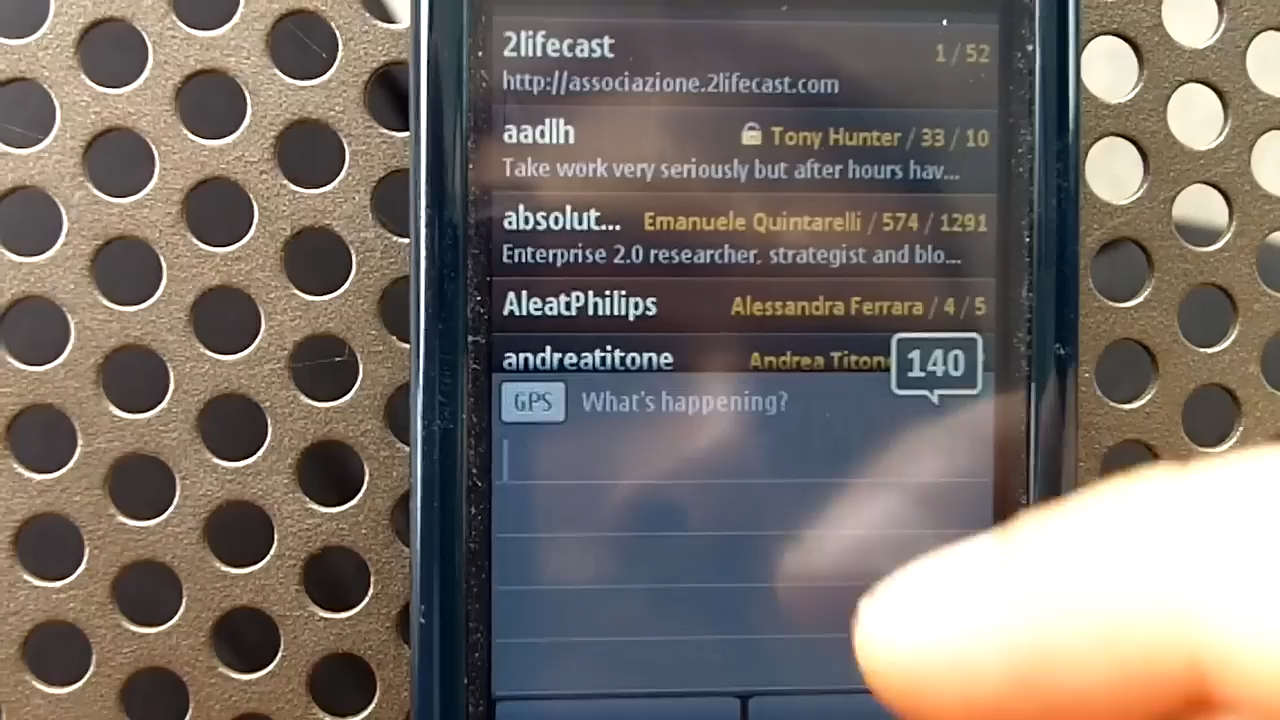 2lifecast 1 / 52
http://associazione.2lifecast.com
aadlh Tony Hunter / 33 / 10
Take work very seriously but after hours hav...
absolut... Emanuele Quintarelli / 574 / 1291
Enterprise 2.0 researcher, strategist and blo...
AleatPhilips Alessandra Ferrara / 4 / 5
andreatitone Andrea Titon
140
GPS What's happening?